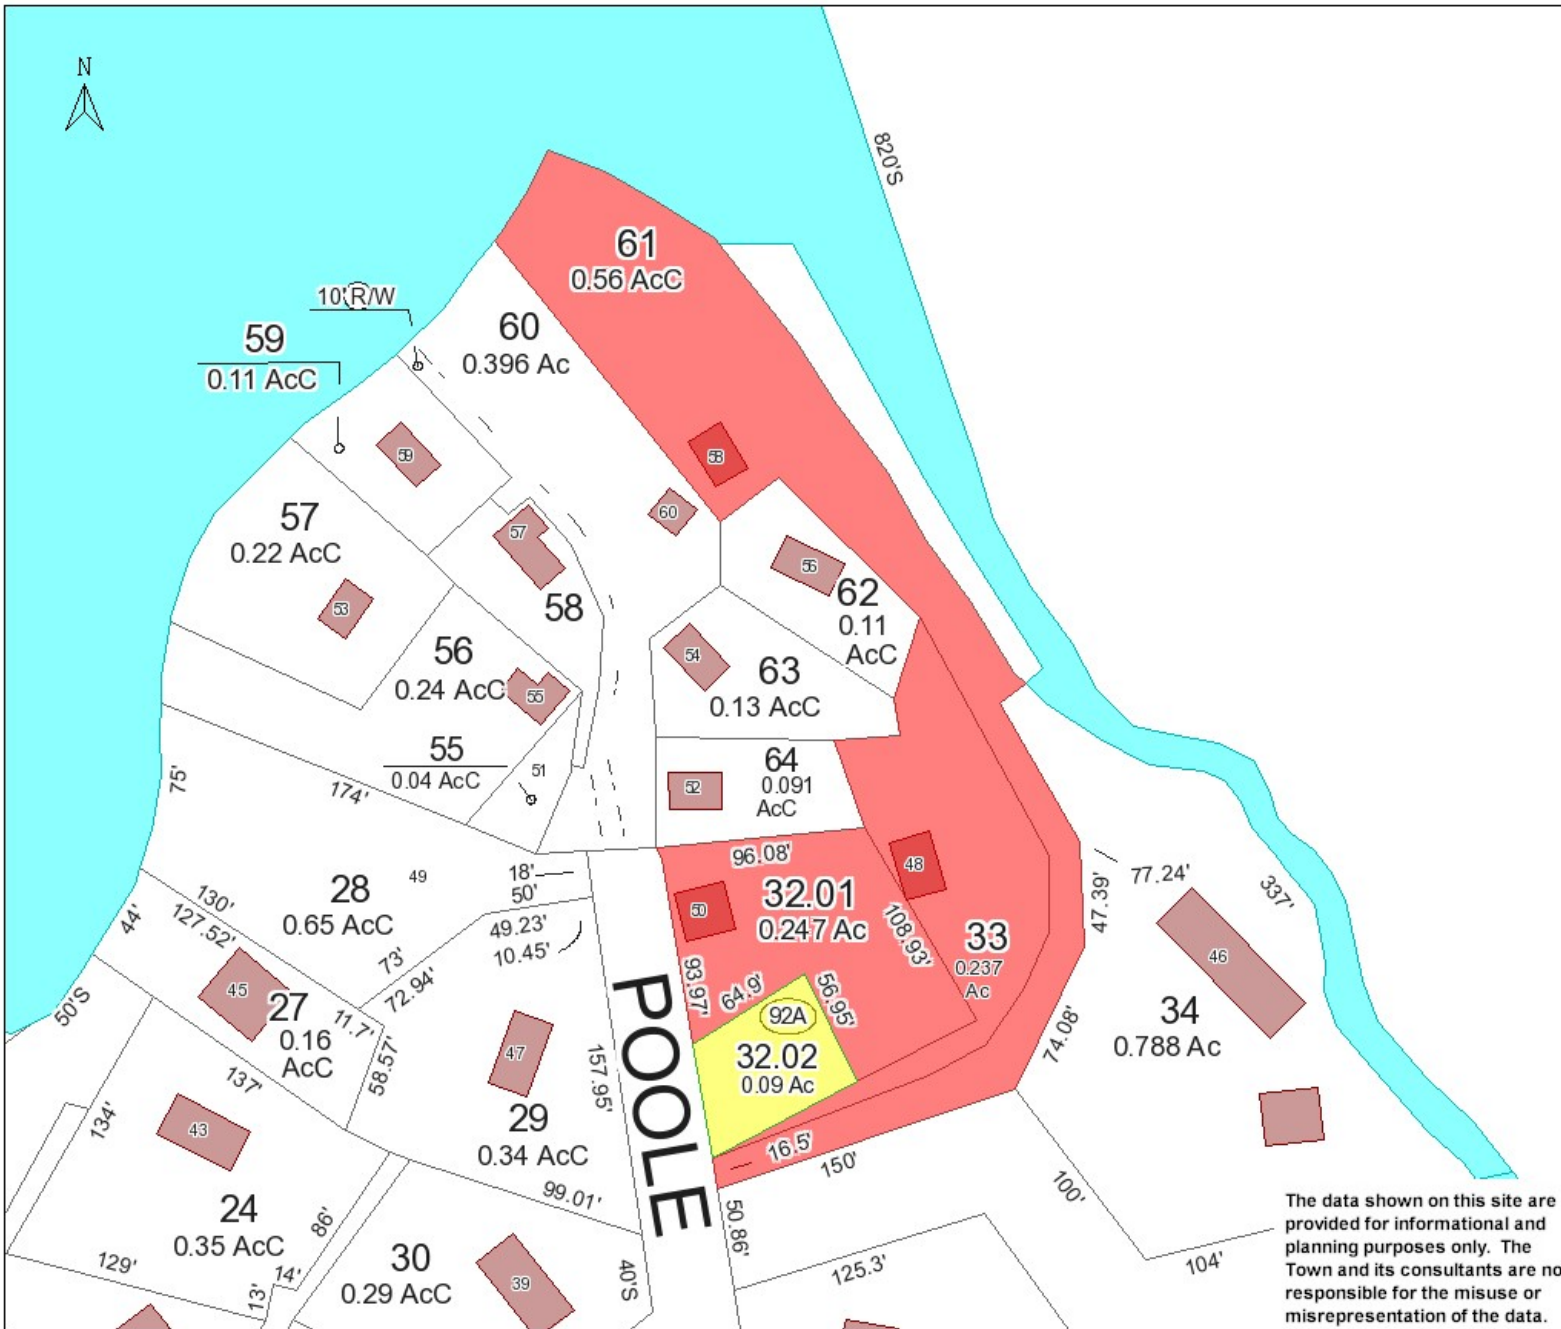 N
820'S
61
0.56 AcC
10' R/W
59
0.11 AcC
60
0.396 Ac
59
58
57
0.22 AcC
57
60
53
58
56
62
0.11
AcC
56
0.24 AcC
55
54
63
0.13 AcC
55
0.04 AcC
51
64
0.091
AcC
52
75'
174'
96.08'
18'
50'
28
0.65 AcC
49
130'
127.52'
44'
49.23'
10.45'
73'
72.94'
50
32.01
0.247 Ac
48
108.93'
33
0.237
Ac
47.39'
77.24'
337'
46
34
0.788 Ac
93.97'
64.9'
56.95'
92A
32.02
0.09 Ac
74.08'
50'S
45
27
0.16
AcC
11.7'
58.57'
137'
47
29
0.34 AcC
157.95'
POOLE
134'
43
16.5'
150'
24
0.35 AcC
86'
99.01'
50.86'
100'
129'
14'
13'
30
0.29 AcC
39
40'S
125.3'
104'
The data shown on this site are
provided for informational and
planning purposes only. The
Town and its consultants are no
responsible for the misuse or
misrepresentation of the data.